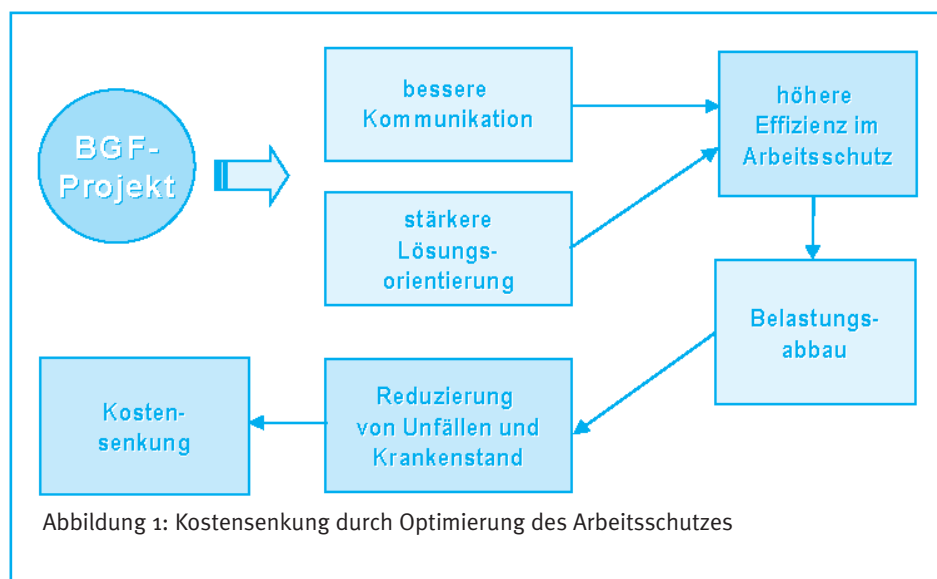 BGF-
Projekt
bessere
Kommunikation
stärkere
Lösungs-
orientierung
höhere
Effizienz im
Arbeitsschutz
Belastungs-
abbau
Reduzierung
von Unfällen und
Krankenstand
Kosten-
senkung
Abbildung 1: Kostensenkung durch Optimierung des Arbeitsschutzes